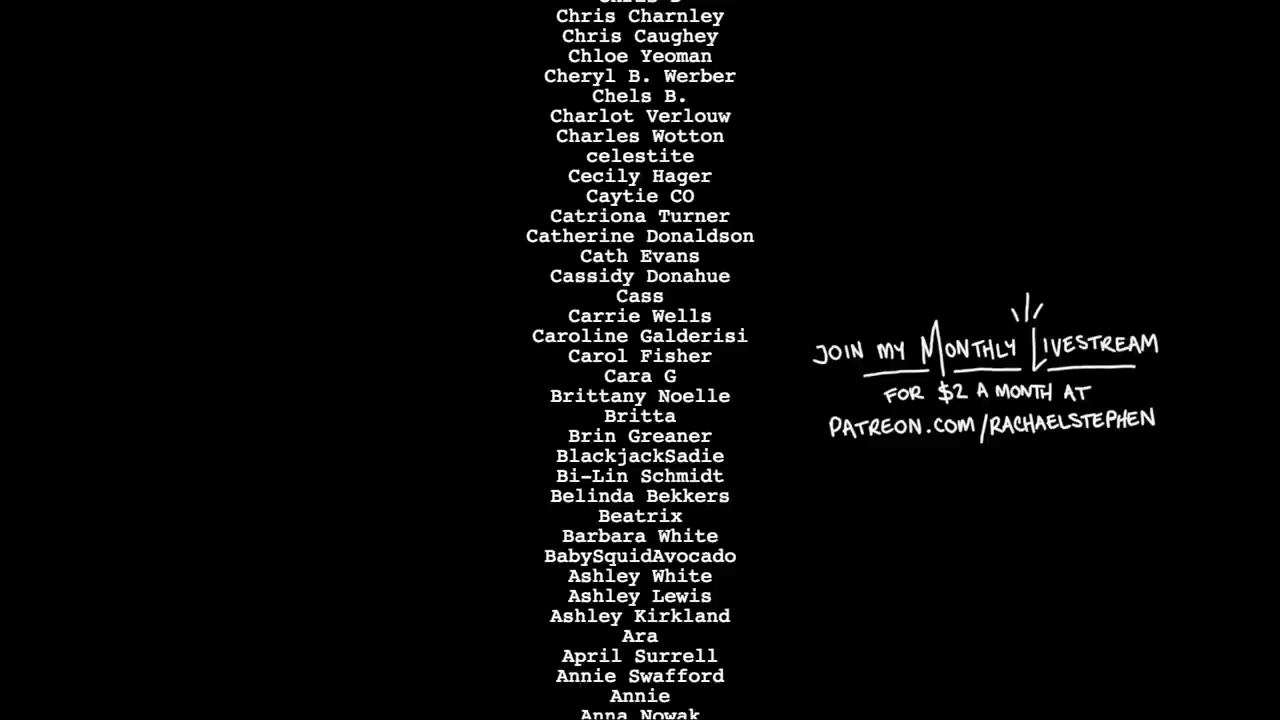 Chris Charnley
Chris Caughey
Chloe Yeoman
Cheryl B. Werber
Chels B.
Charlot Verlouw
Charles Wotton
celestite
Cecily Hager
Caytie CO
Catriona Turner
Catherine Donaldson
Cath Evans
Cassidy Donahue
Cass
Carrie Wells
Caroline Galderisi
Carol Fisher
Cara G
Brittany Noelle
Britta
Brin Greaner
BlackjackSadie
Bi-Lin Schmidt
Belinda Bekkers
Beatrix
Barbara White
BabySquidAvocado
Ashley White
Ashley Lewis
Ashley Kirkland
Ara
April Surrell
Annie Swafford
Annie
Anna Nowak
JOIN MY MONTHLY LIVESTREAM
FOR $2 A MONTH AT
PATREON.COM/RACHAELSTEPHEN